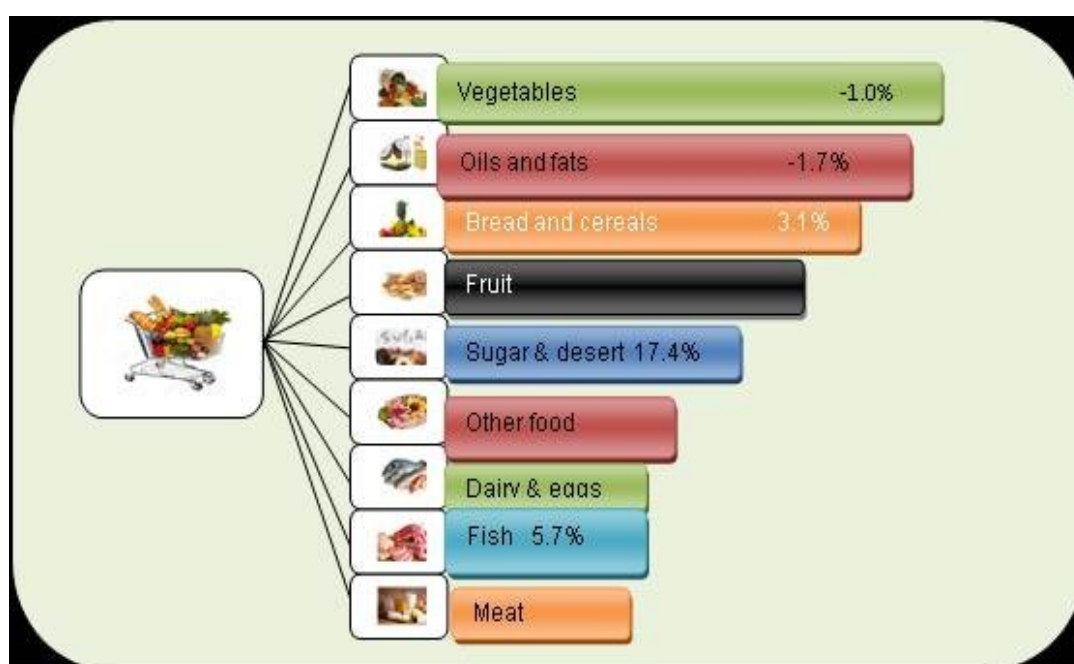 Vegetables -1.0%
Oils and fats -1.7%
Bread and cereals 3.1%
Fruit
Sugar & desert 17.4%
Other food
Dairy & eggs
Fish 5.7%
Meat